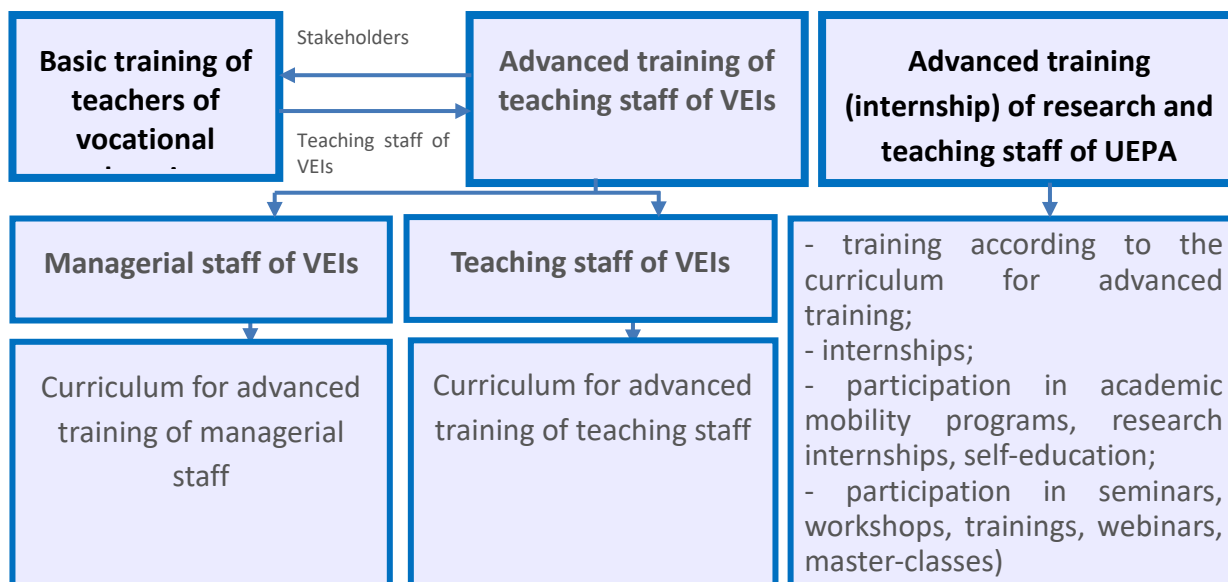 Basic training of
teachers of
vocational
Stakeholders
Teaching staff of
VEIs
Advanced training of
teaching staff of VEIs
Advanced training
(internship) of research and
teaching staff of UEPA
Managerial staff of VEIs
Teaching staff of VEIs
Curriculum for advanced
training of managerial
staff
Curriculum for advanced
training of teaching staff
- training according to the
curriculum for advanced
training;
- internships;
- participation in academic
mobility programs, research
internships, self-education;
- participation in seminars,
workshops, trainings, webinars,
master-classes)